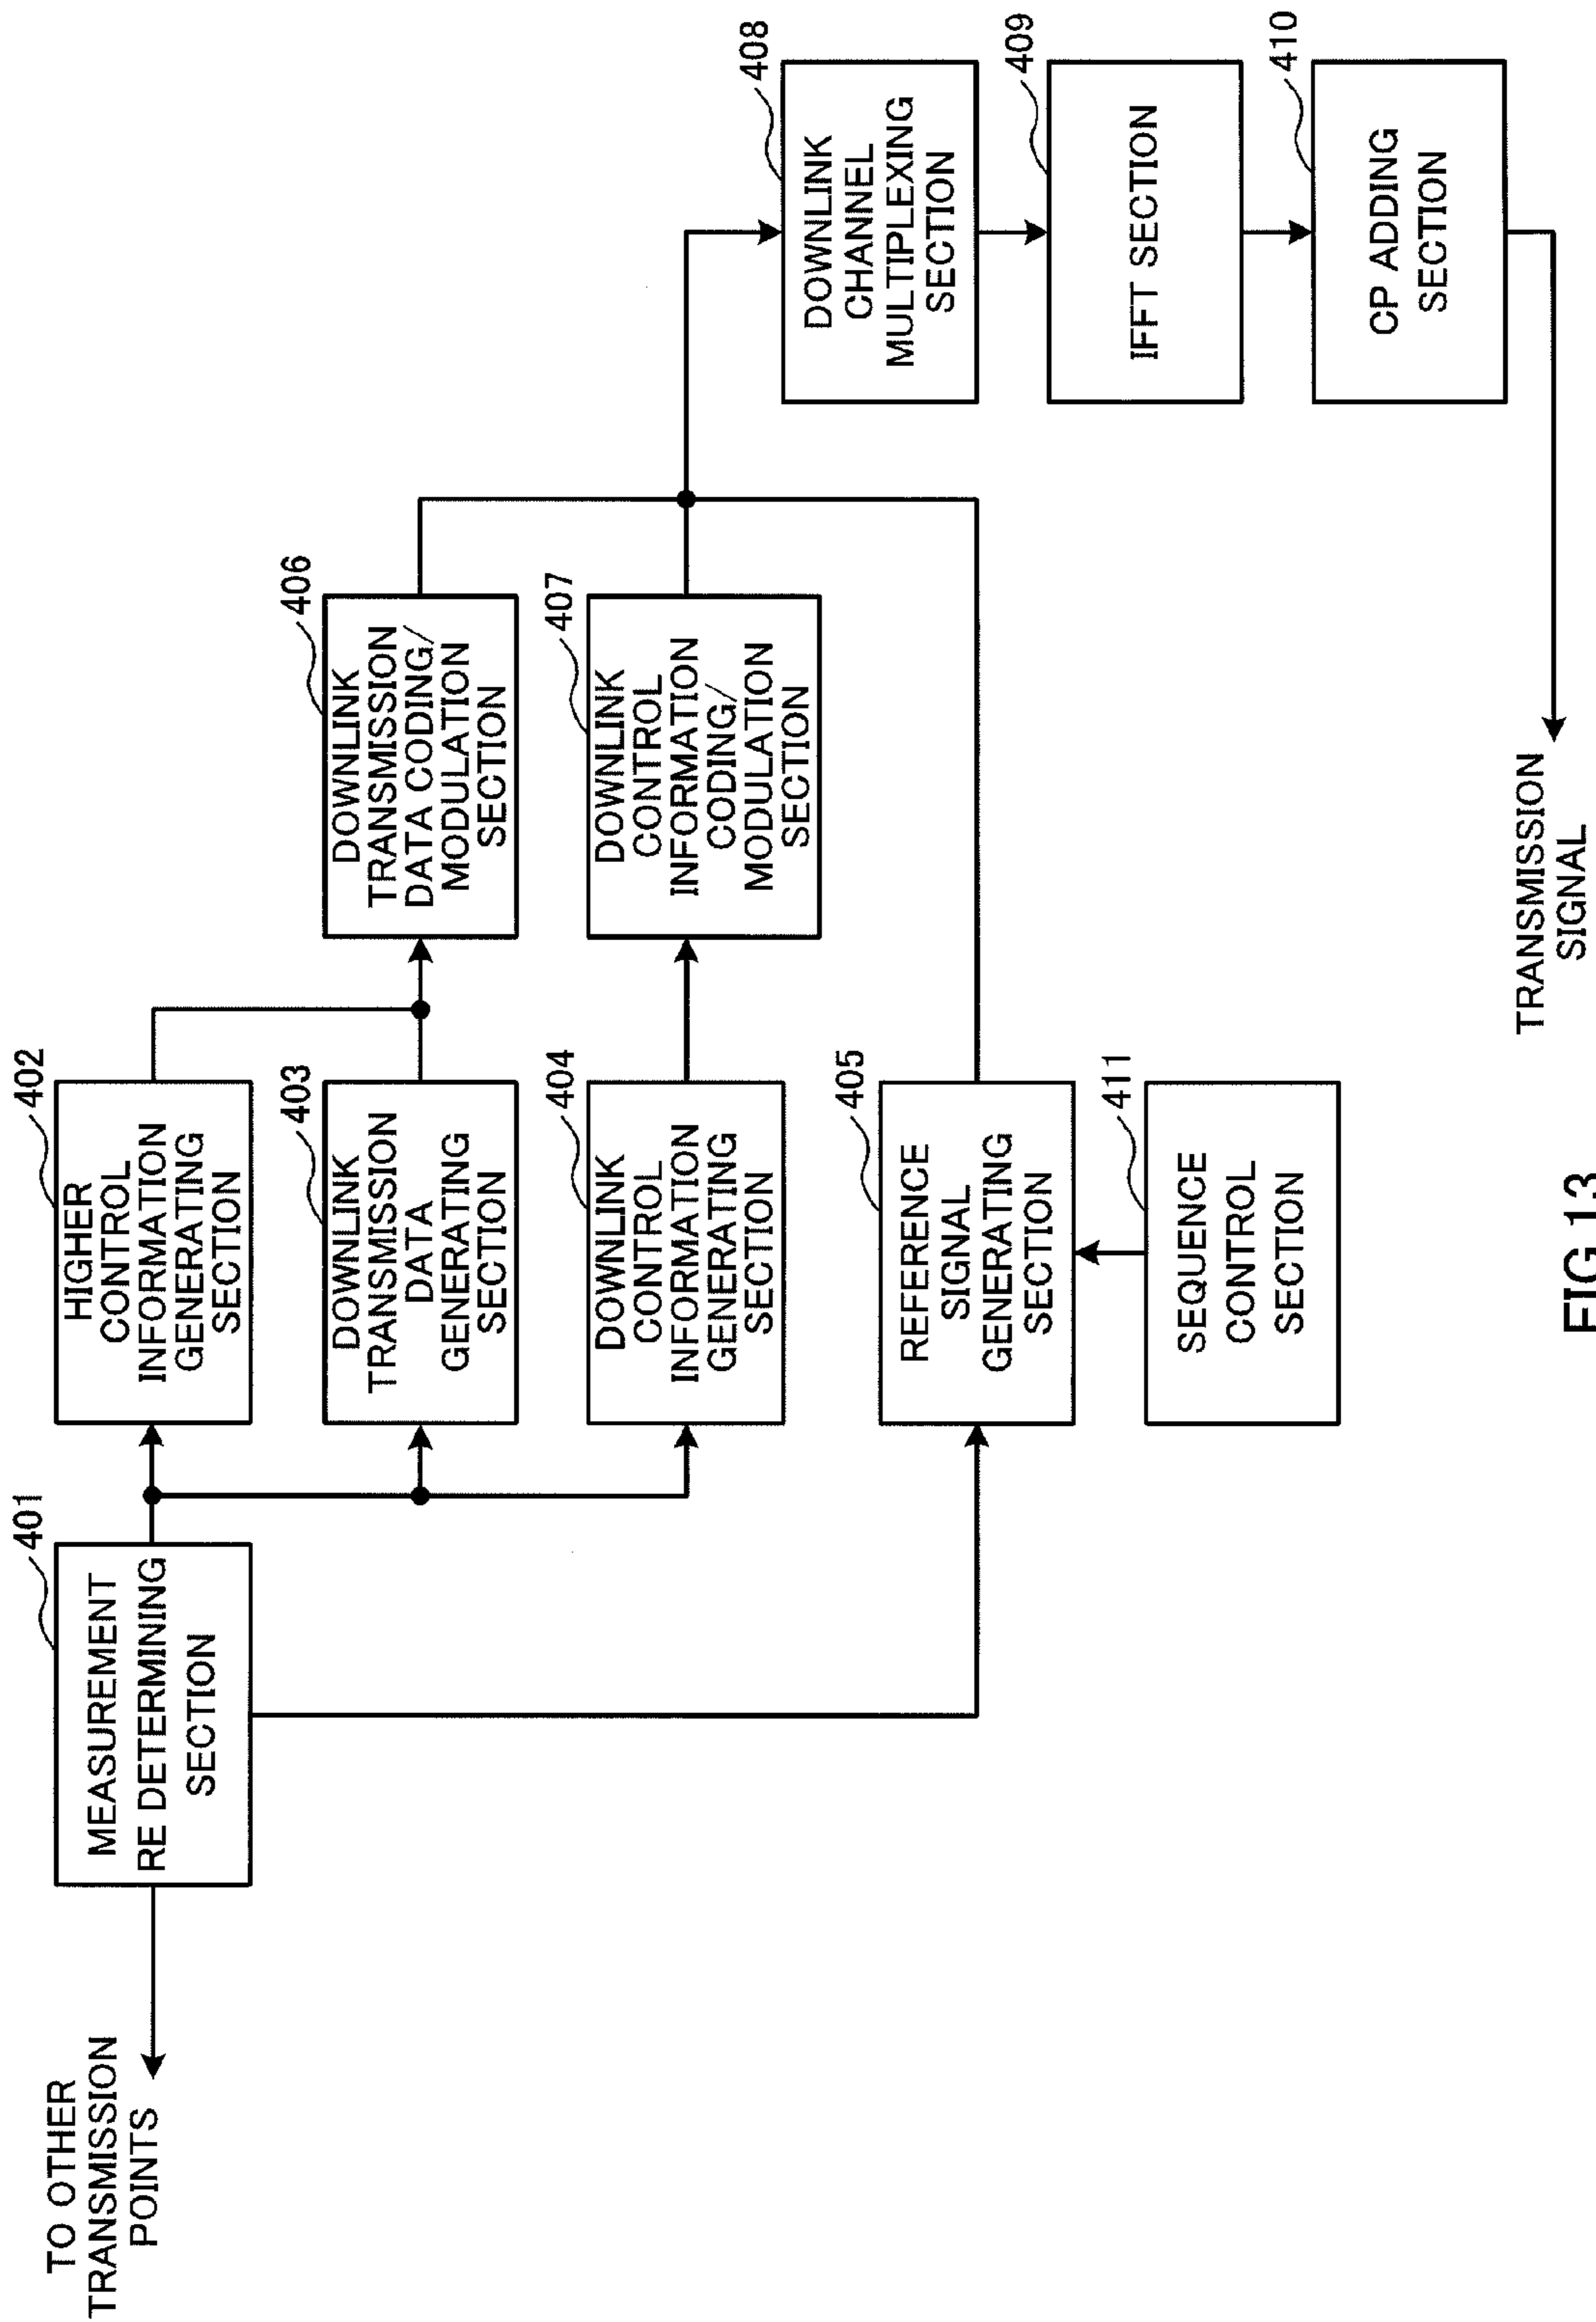 TO OTHER
TRANSMISSION
POINTS
401
MEASUREMENT
RE DETERMINING
SECTION
402
HIGHER
CONTROL
INFORMATION
GENERATING
SECTION
403
DOWNLINK
TRANSMISSION
DATA
GENERATING
SECTION
404
DOWNLINK
CONTROL
INFORMATION
GENERATING
SECTION
405
REFERENCE
SIGNAL
GENERATING
SECTION
411
SEQUENCE
CONTROL
SECTION
406
DOWNLINK
TRANSMISSION
DATA CODING/
MODULATION
SECTION
407
DOWNLINK
CONTROL
INFORMATION
CODING/
MODULATION
SECTION
408
DOWNLINK
CHANNEL
MULTIPLEXING
SECTION
409
IFFT SECTION
410
CP ADDING
SECTION
TRANSMISSION
SIGNAL
FIG.13